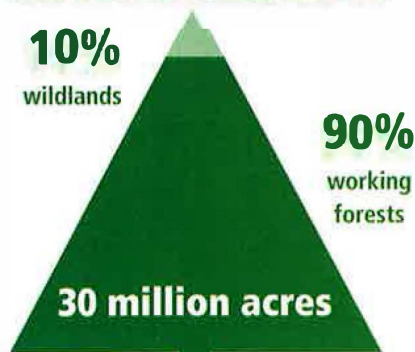 10%
wildlands
90%
working
forests
30 million acres